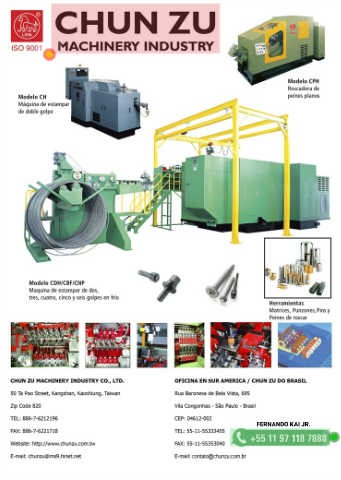 CHUN ZU
MACHINERY INDUSTRY
ISO 9001
Modelo CH
Máquina de estampar
de doble golpe
Modelo CPH
Roscadora de
peines planos
Modelo CDH/CBF/CNP
Máquina de estampar de dos,
tres, cuatro, cinco y seis golpes en frío
Herramientas
Matrices, Punzones, Pins y
Peines de roscar
CHUN ZU MACHINERY INDUSTRY CO., LTD.
50 Te Pao Street, Kangshan, Kaoshiung, Taiwan
Zip Code 820
TEL: 886-7-6212196
FAX: 886-7-6221718
Website: http://www.chunzu.com.tw
E-mail: chunzu@ms9.hinet.net
OFICINA EN SUR AMERICA / CHUN ZU DO BRASIL
Rua Baronesa de Bela Vista, 695
Vila Congonhas - São Paulo - Brasil
CEP: 04612-002
TEL: 55-11-55333455
FAX: 55-11-55353040
E-mail: contato@chunzu.com.br
FERNANDO KAI JR.
+55 11 97 118 7888